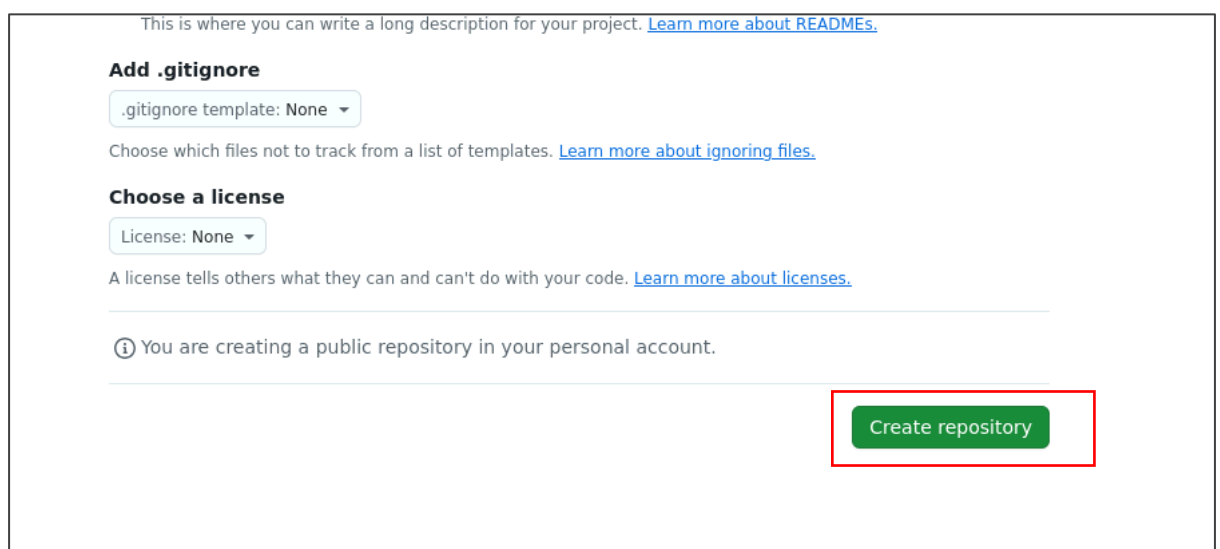 This is where you can write a long description for your project. Learn more about READMEs.
Add .gitignore
.gitignore template: None
Choose which files not to track from a list of templates. Learn more about ignoring files.
Choose a license
License: None
A license tells others what they can and can't do with your code. Learn more about licenses.
You are creating a public repository in your personal account.
Create repository